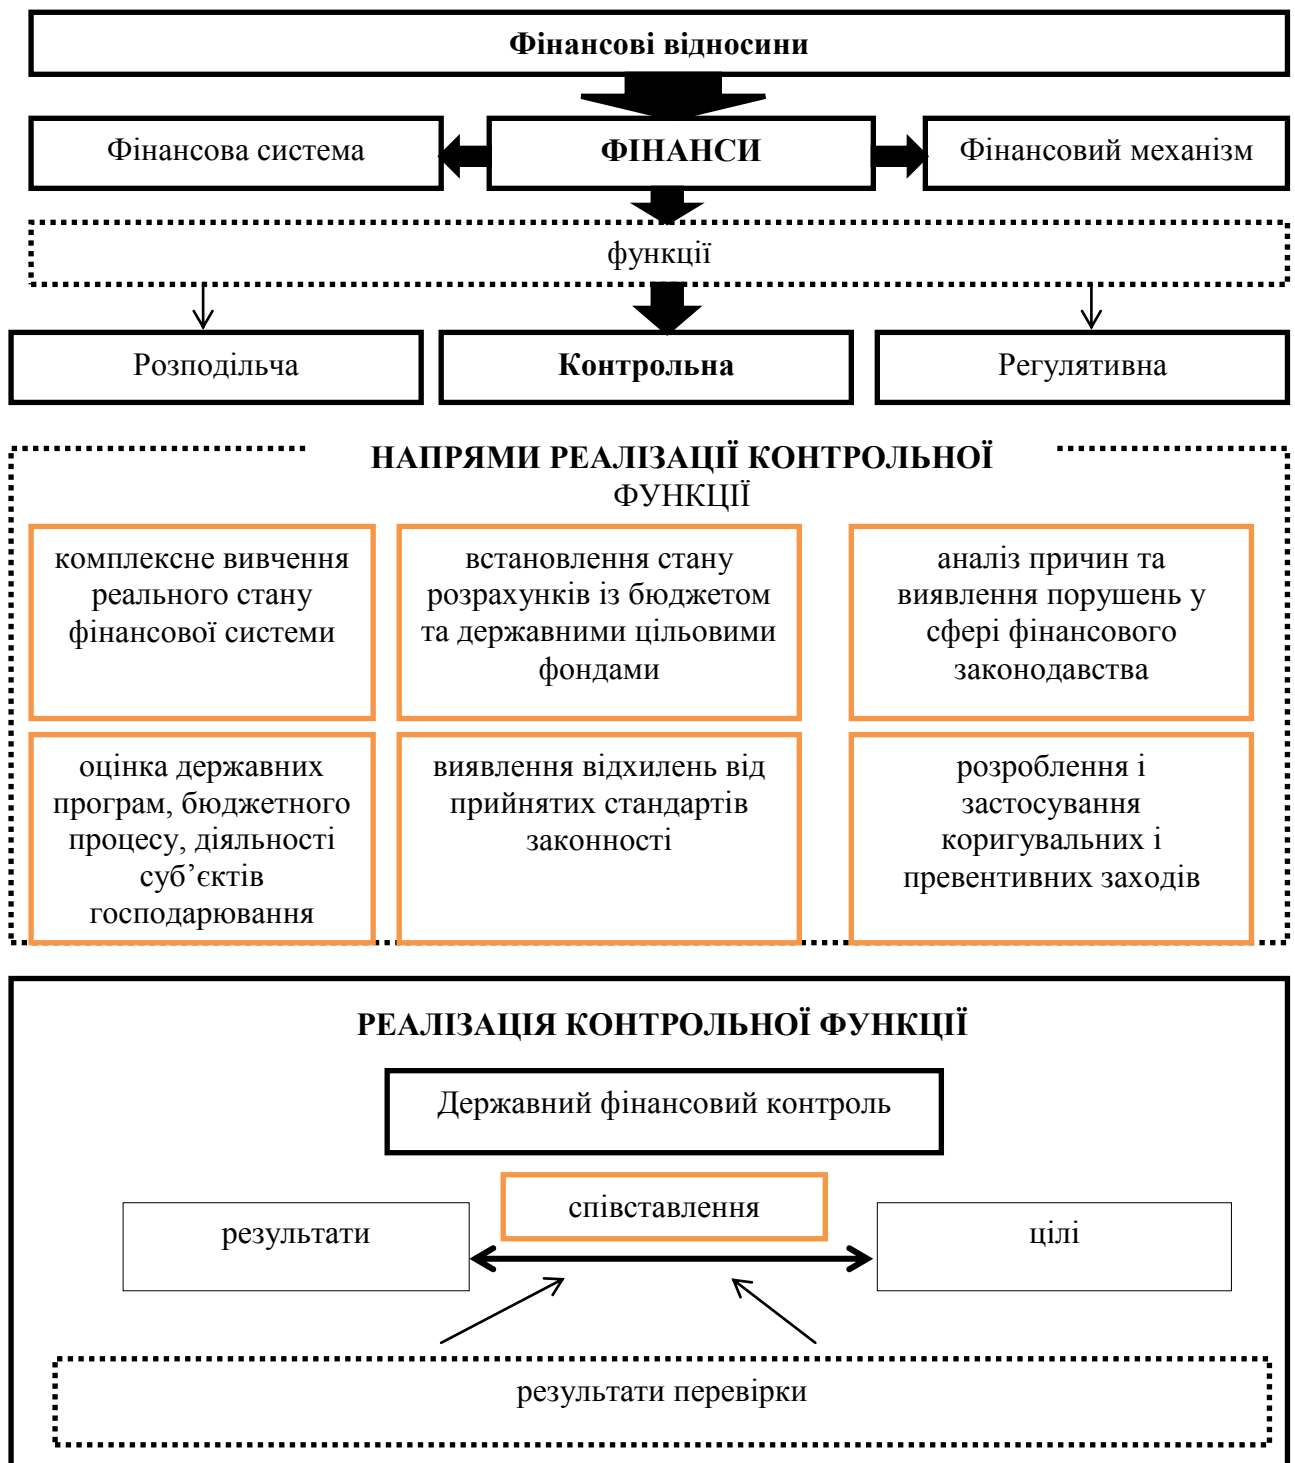 Фінансові відносини
Фінансова система
ФІНАНСИ
Фінансовий механізм
функції
Розподільча
Контрольна
Регулятивна
НАПРЯМИ РЕАЛІЗАЦІЇ КОНТРОЛЬНОЇ
ФУНКЦІЇ
комплексне вивчення
реального стану
фінансової системи
встановлення стану
розрахунків із бюджетом
та державними цільовими
фондами
аналіз причин та
виявлення порушень у
сфері фінансового
законодавства
оцінка державних
програм, бюджетного
процесу, діяльності
суб’єктів
господарювання
виявлення відхилень від
прийнятих стандартів
законності
розроблення і
застосування
коригувальних і
превентивних заходів
РЕАЛІЗАЦІЯ КОНТРОЛЬНОЇ ФУНКЦІЇ
Державний фінансовий контроль
співставлення
результати
цілі
результати перевірки